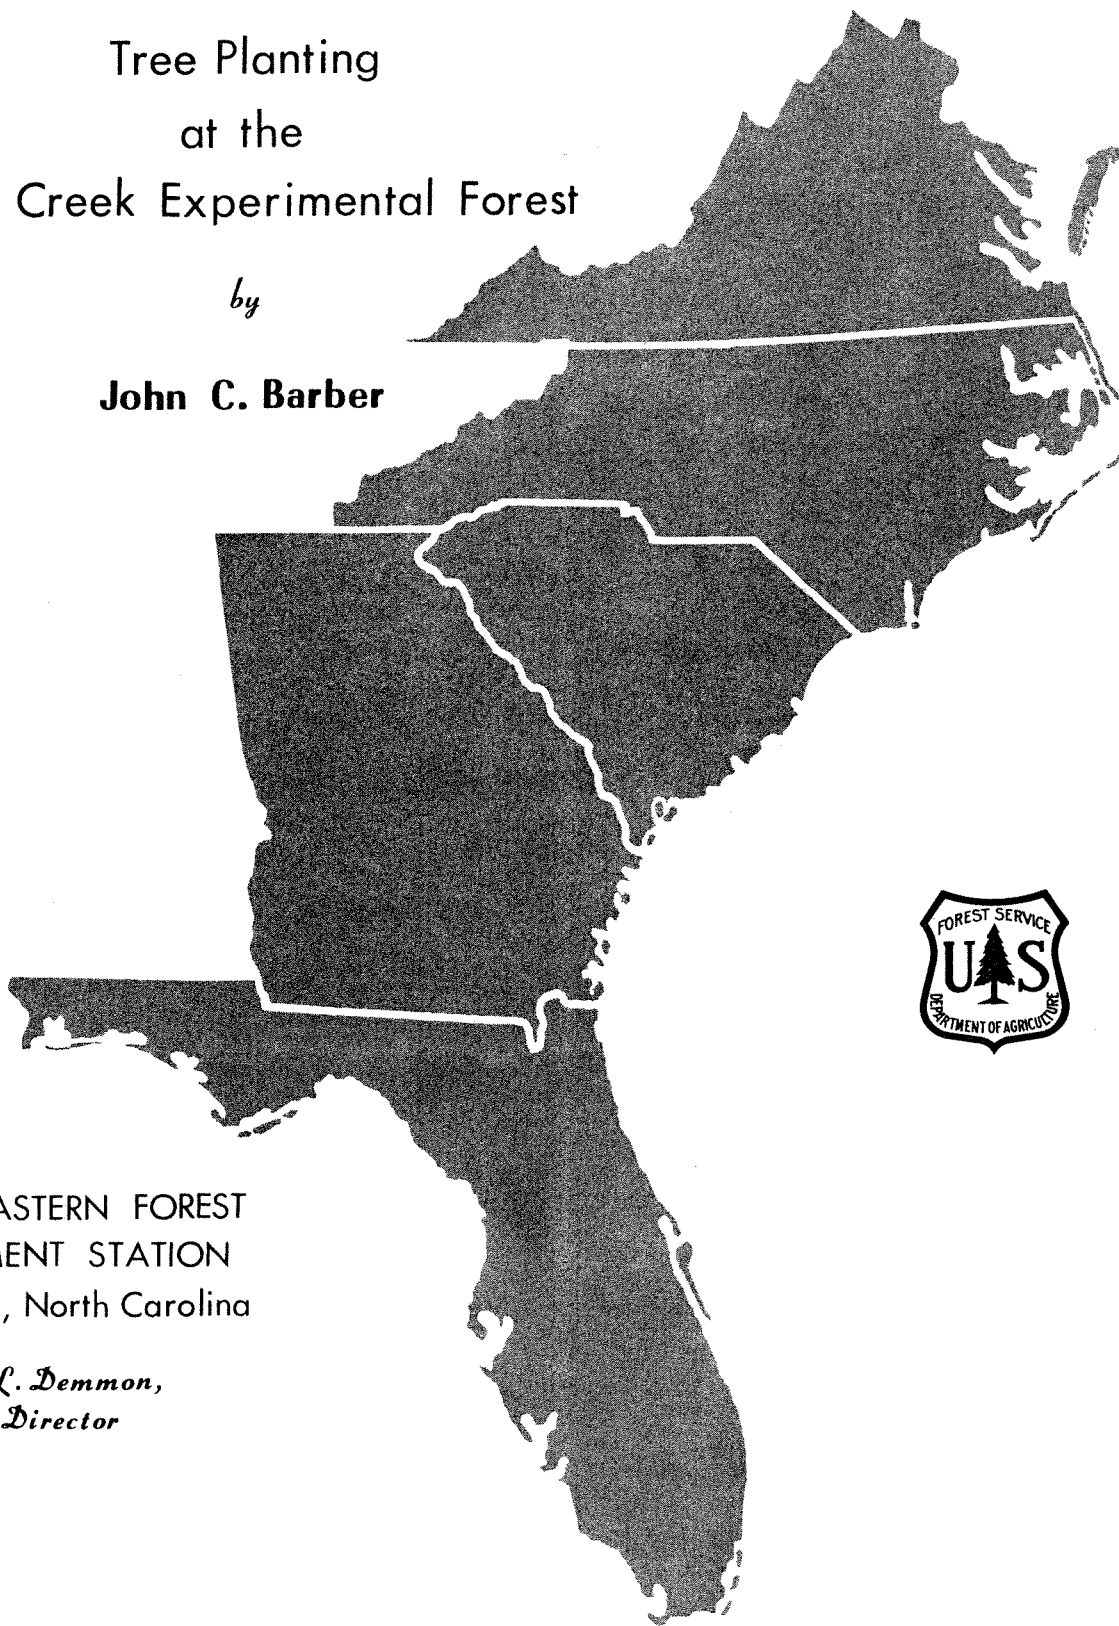 Tree Planting
at the
Creek Experimental Forest
by
John C. Barber
FOREST SERVICE
U S
DEPARTMENT OF AGRICULTURE
ASTERN FOREST
MENT STATION
, North Carolina
L. Demmon,
Director